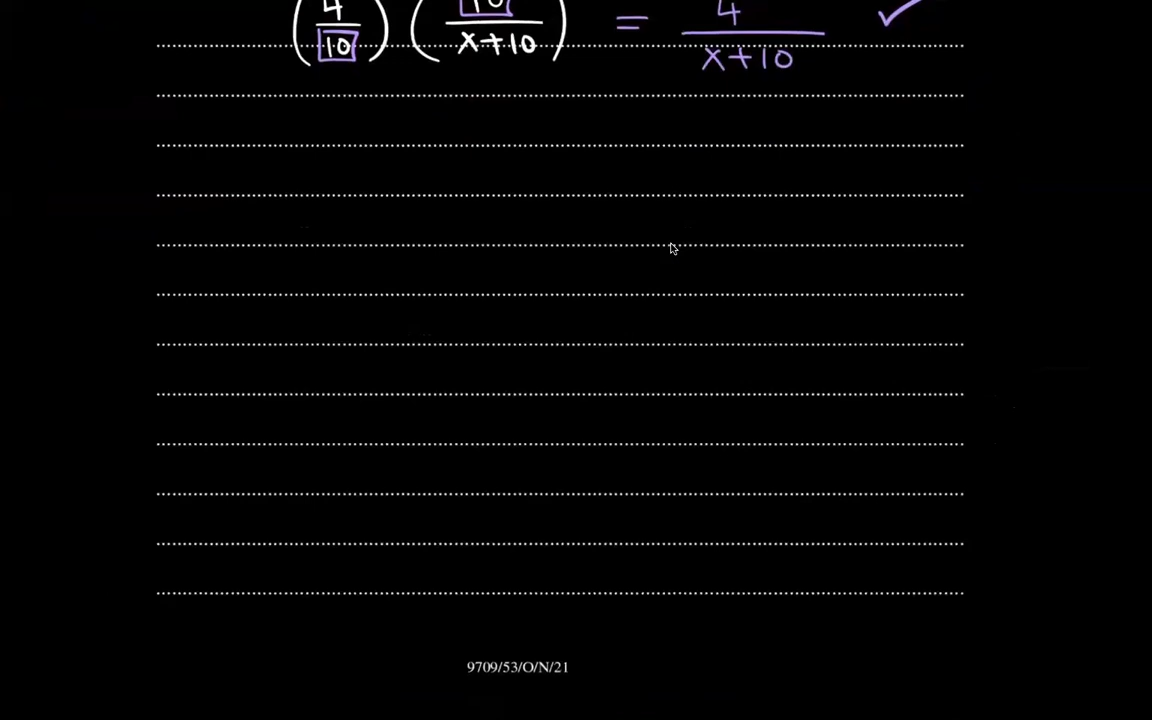 (4/10) (10/x+10) = 4/x+10 ✓
9709/53/O/N/21